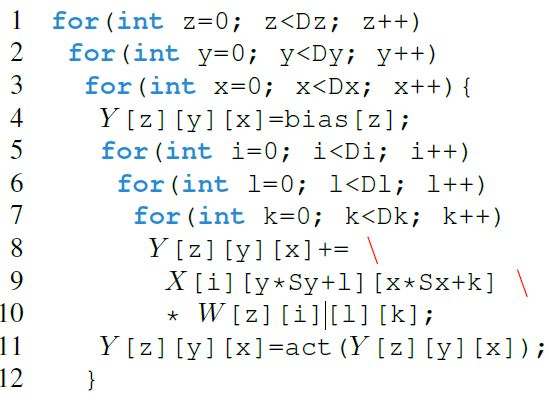 1 for(int z=0; z<Dz; z++)
2 for(int y=0; y<Dy; y++)
3 for(int x=0; x<Dx; x++){
4 Y[z][y][x]=bias[z];
5 for(int i=0; i<Di; i++)
6 for(int l=0; l<Dl; l++)
7 for(int k=0; k<Dk; k++)
8 Y[z][y][x]+= \
9 X[i][y*Sy+l][x*Sx+k] \
10 * W[z][i][l][k];
11 Y[z][y][x]=act(Y[z][y][x]);
12 }